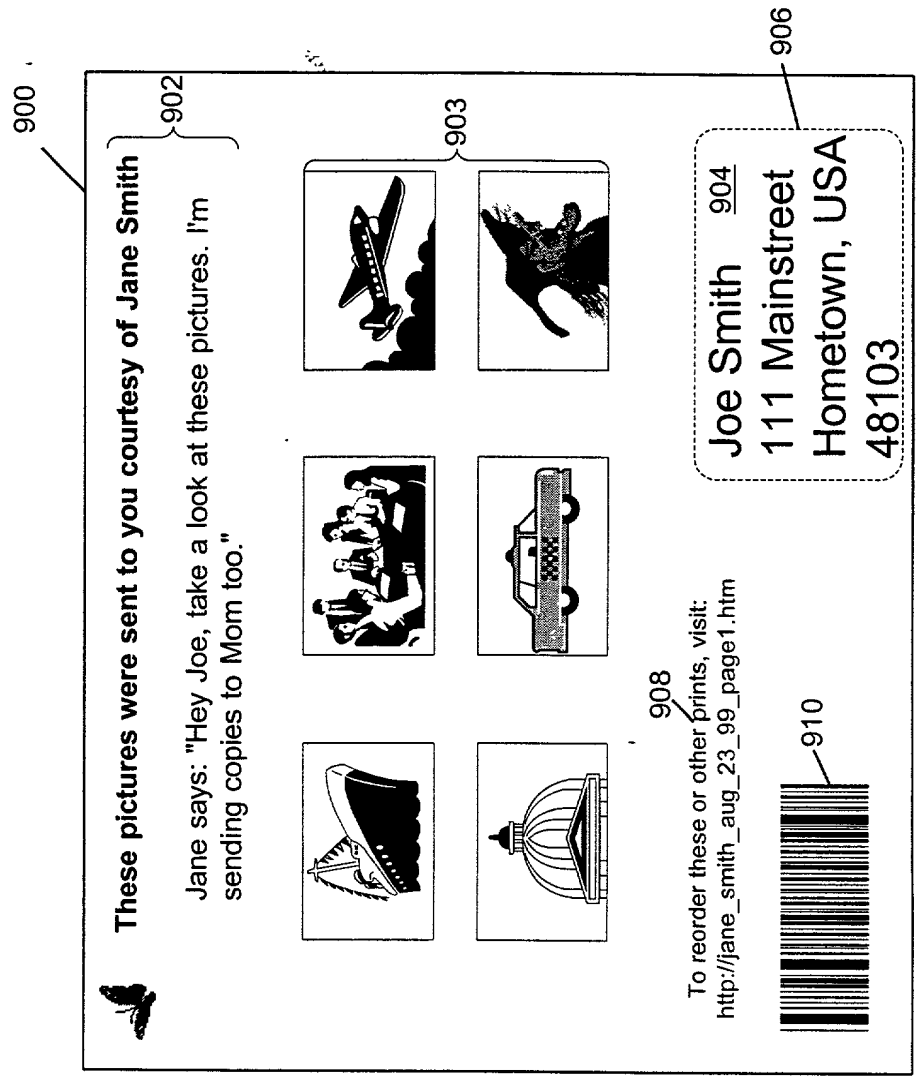 900
These pictures were sent to you courtesy of Jane Smith
902
Jane says: "Hey Joe, take a look at these pictures. I'm
sending copies to Mom too."
903
908
To reorder these or other prints, visit:
http://jane_smith_aug_23_99_page1.htm
910
Joe Smith 904
111 Mainstreet
Hometown, USA
48103
906